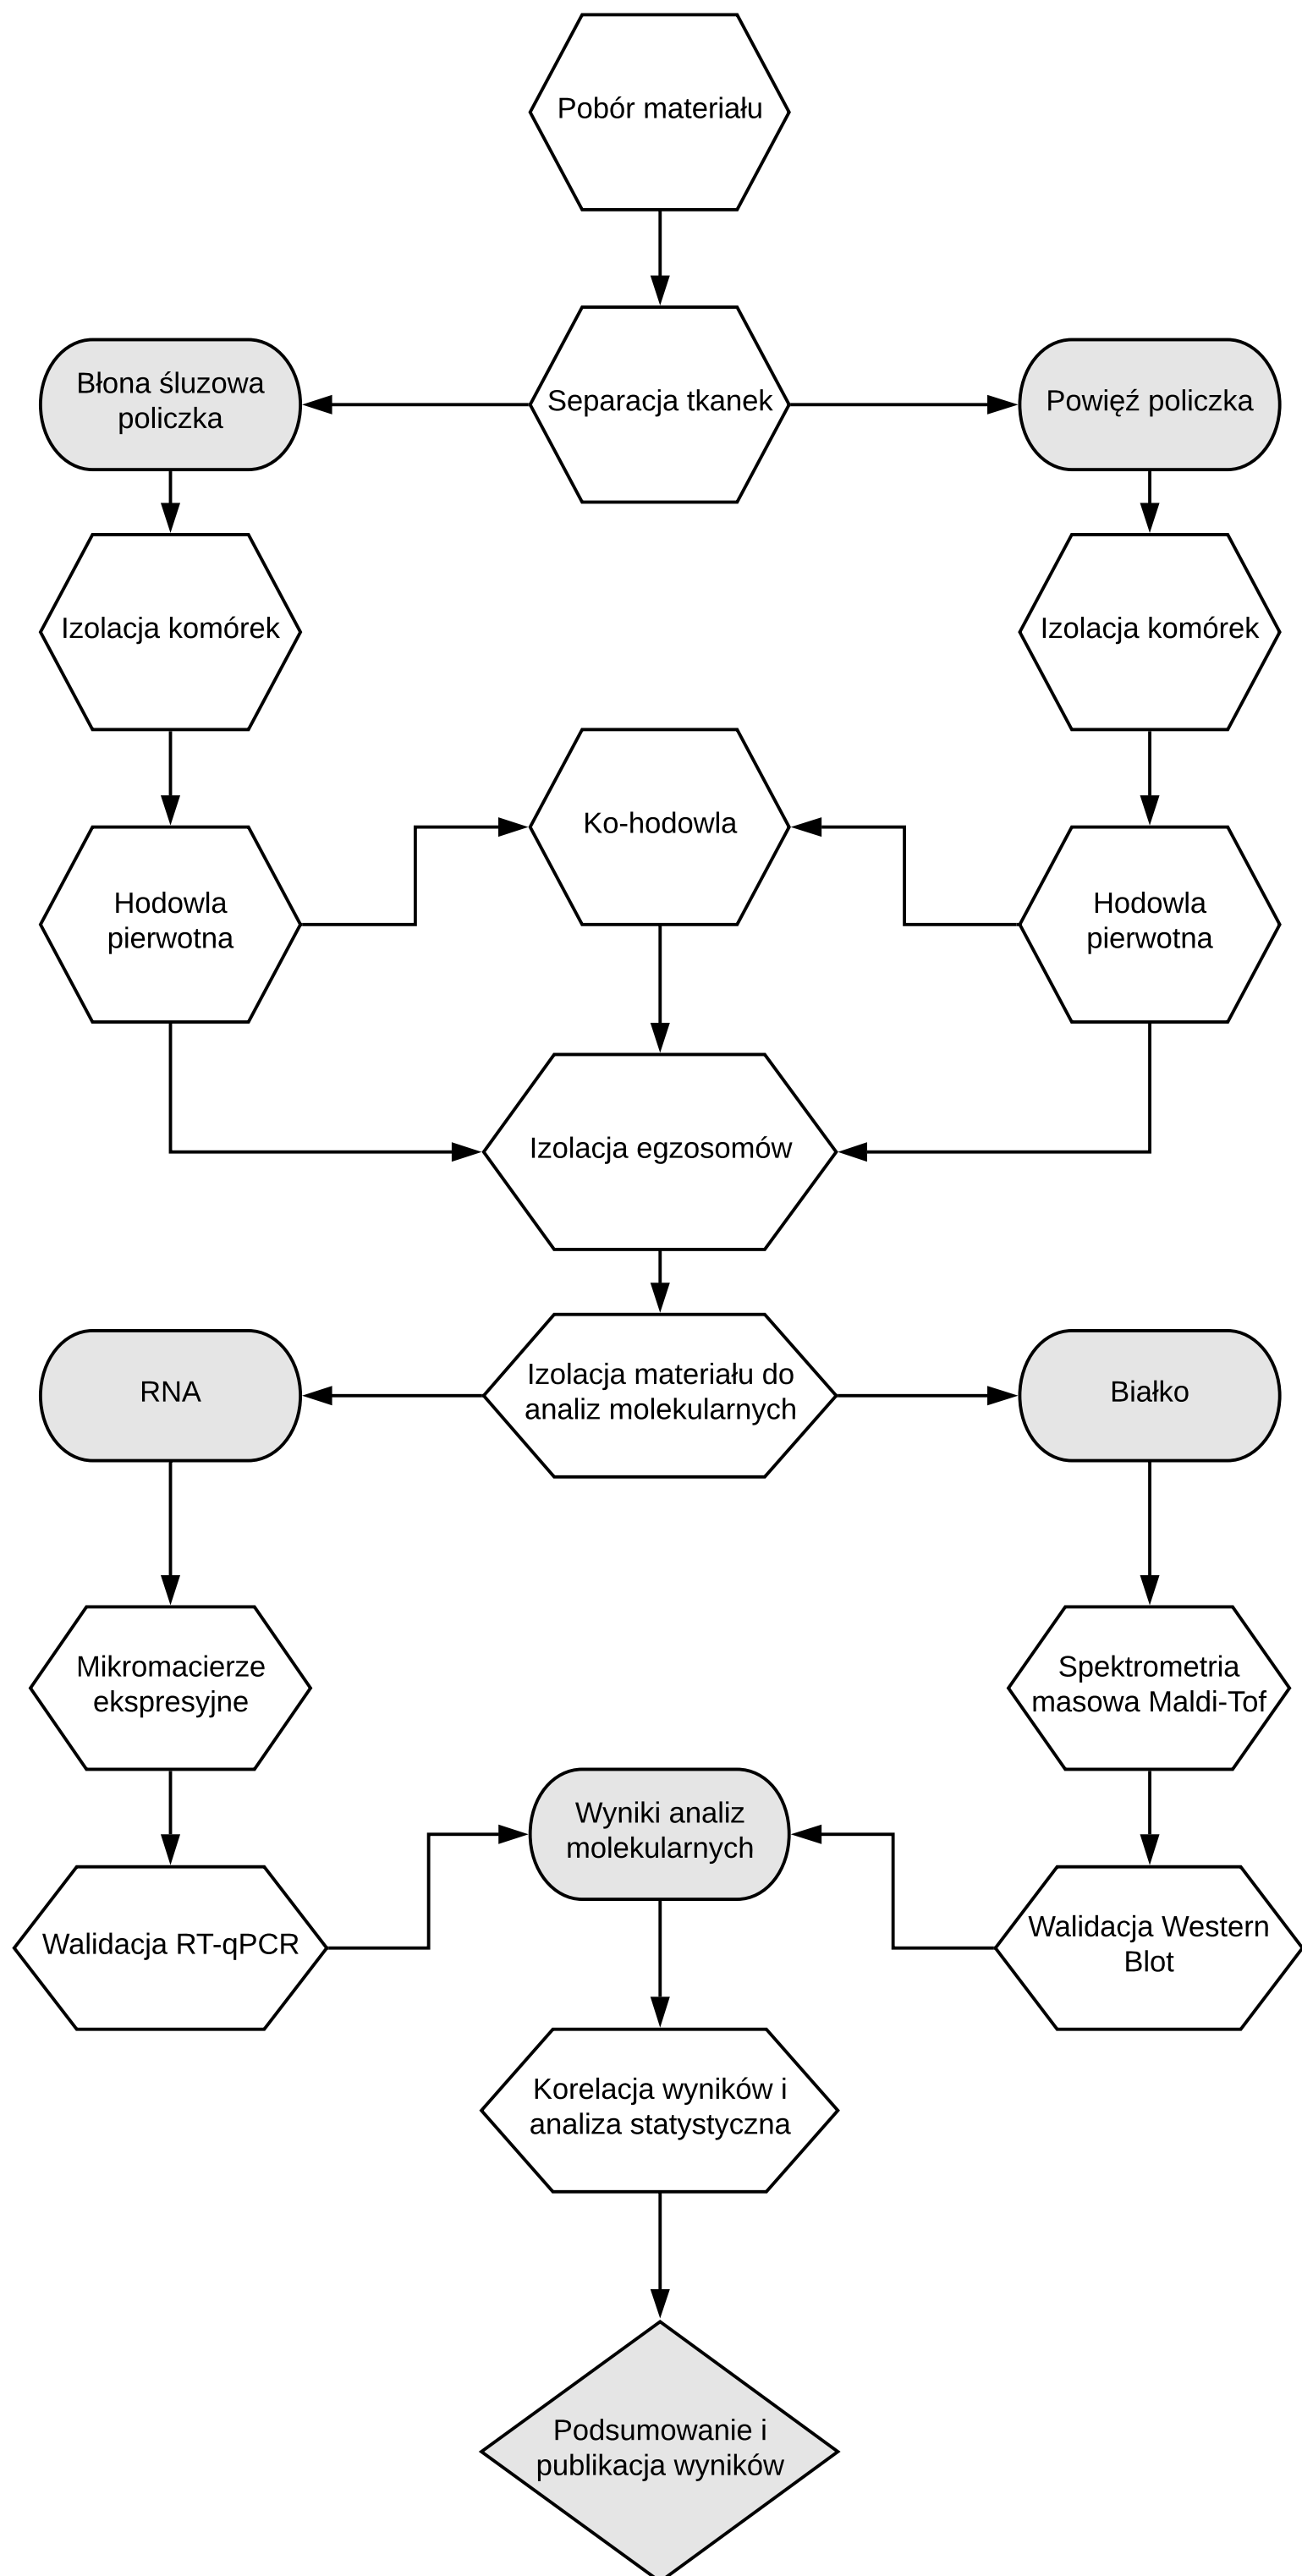 Pobór materiału
Błona śluzowa
policzka
Separacja tkanek
Powięź policzka
Izolacja komórek
Izolacja komórek
Ko-hodowla
Hodowla
pierwotna
Hodowla
pierwotna
Izolacja egzosomów
RNA
Izolacja materiału do
analiz molekularnych
Białko
Mikromacierze
ekspresyjne
Spektrometria
masowa Maldi-Tof
Wyniki analiz
molekularnych
Walidacja RT-qPCR
Walidacja Western
Blot
Korelacja wyników i
analiza statystyczna
Podsumowanie i
publikacja wyników